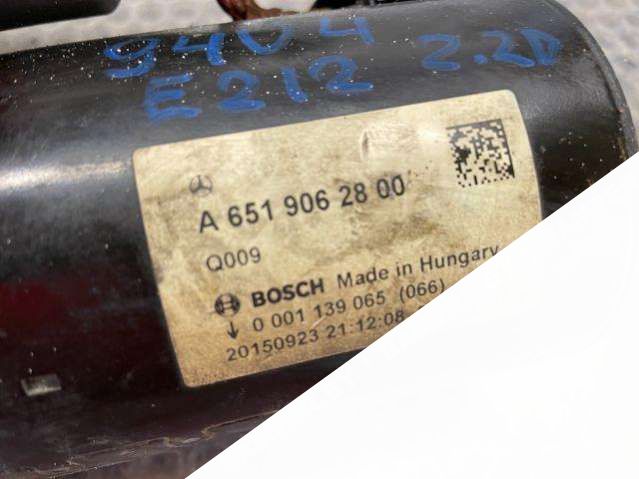 94U4
E212 2.2D
A 651 906 28 00
Q009
BOSCH Made in Hungary
↓ 0 001 139 065 (066)
20150923 21:12:08